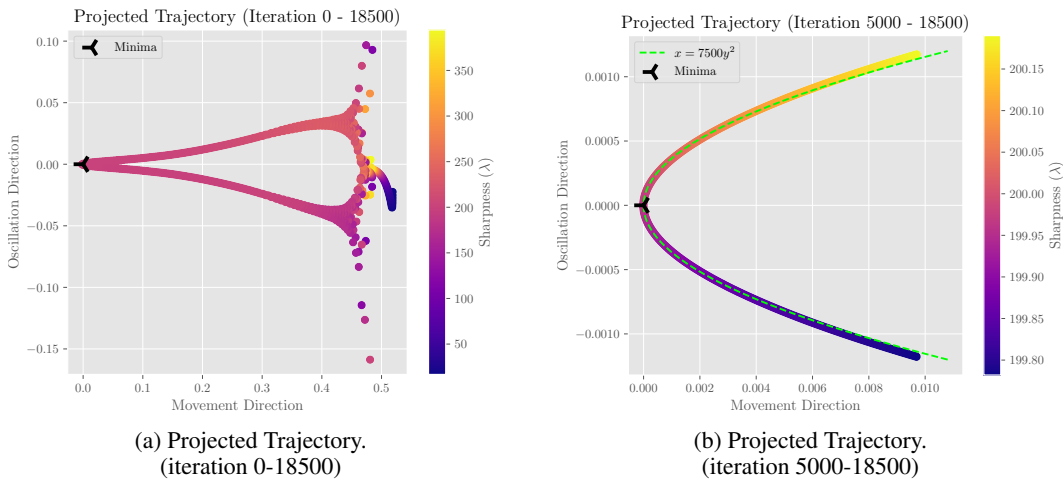 Projected Trajectory (Iteration 0 - 18500)
Minima
0.10
0.05
0.00
−0.05
−0.10
−0.15
Oscillation Direction
0.0
0.1
0.2
0.3
0.4
0.5
Movement Direction
350
300
250
200
150
100
50
Sharpness (λ)
(a) Projected Trajectory.
(iteration 0-18500)
Projected Trajectory (Iteration 5000 - 18500)
x = 7500y²
Minima
0.0010
0.0005
0.0000
−0.0005
−0.0010
Oscillation Direction
0.000
0.002
0.004
0.006
0.008
0.010
Movement Direction
200.15
200.10
200.05
200.00
199.95
199.90
199.85
199.80
Sharpness (λ)
(b) Projected Trajectory.
(iteration 5000-18500)